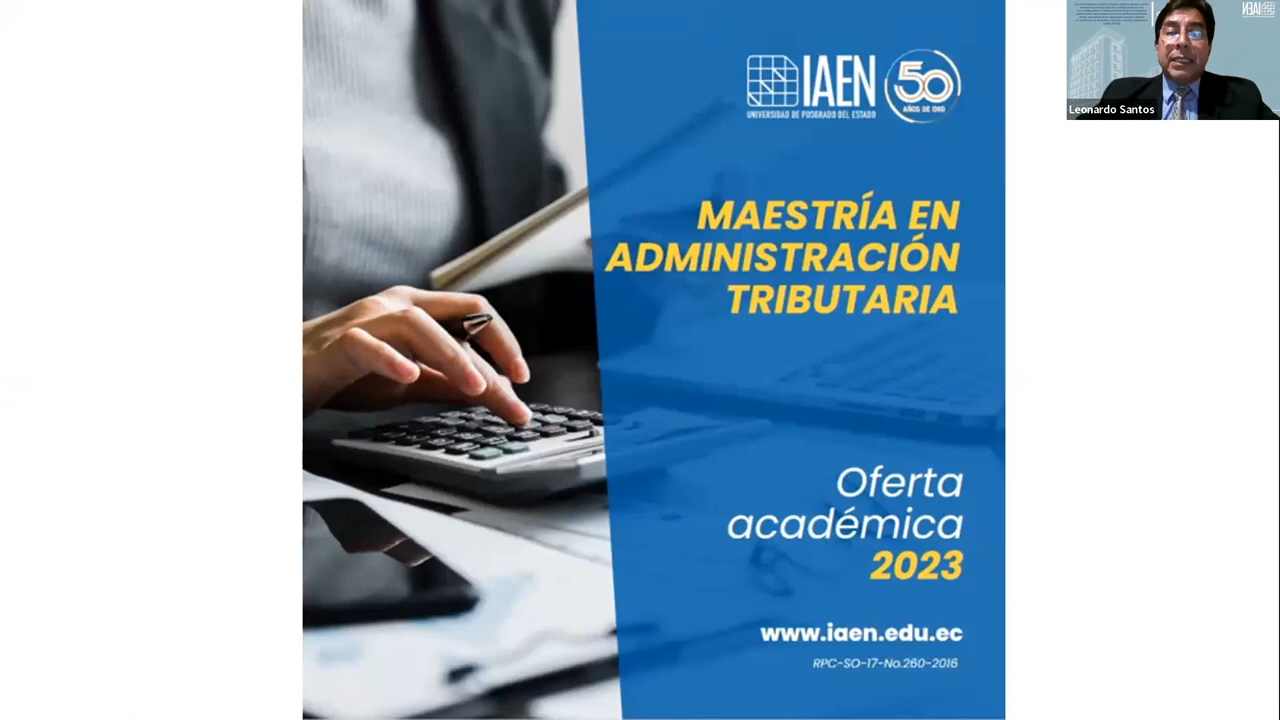 IAEN
UNIVERSIDAD DE POSGRADO DEL ESTADO
50
AÑOS DE ORO
MAESTRÍA EN
ADMINISTRACIÓN
TRIBUTARIA
Oferta
académica
2023
www.iaen.edu.ec
RPC-SO-17-No.260-2016
IAEN
Leonardo Santos